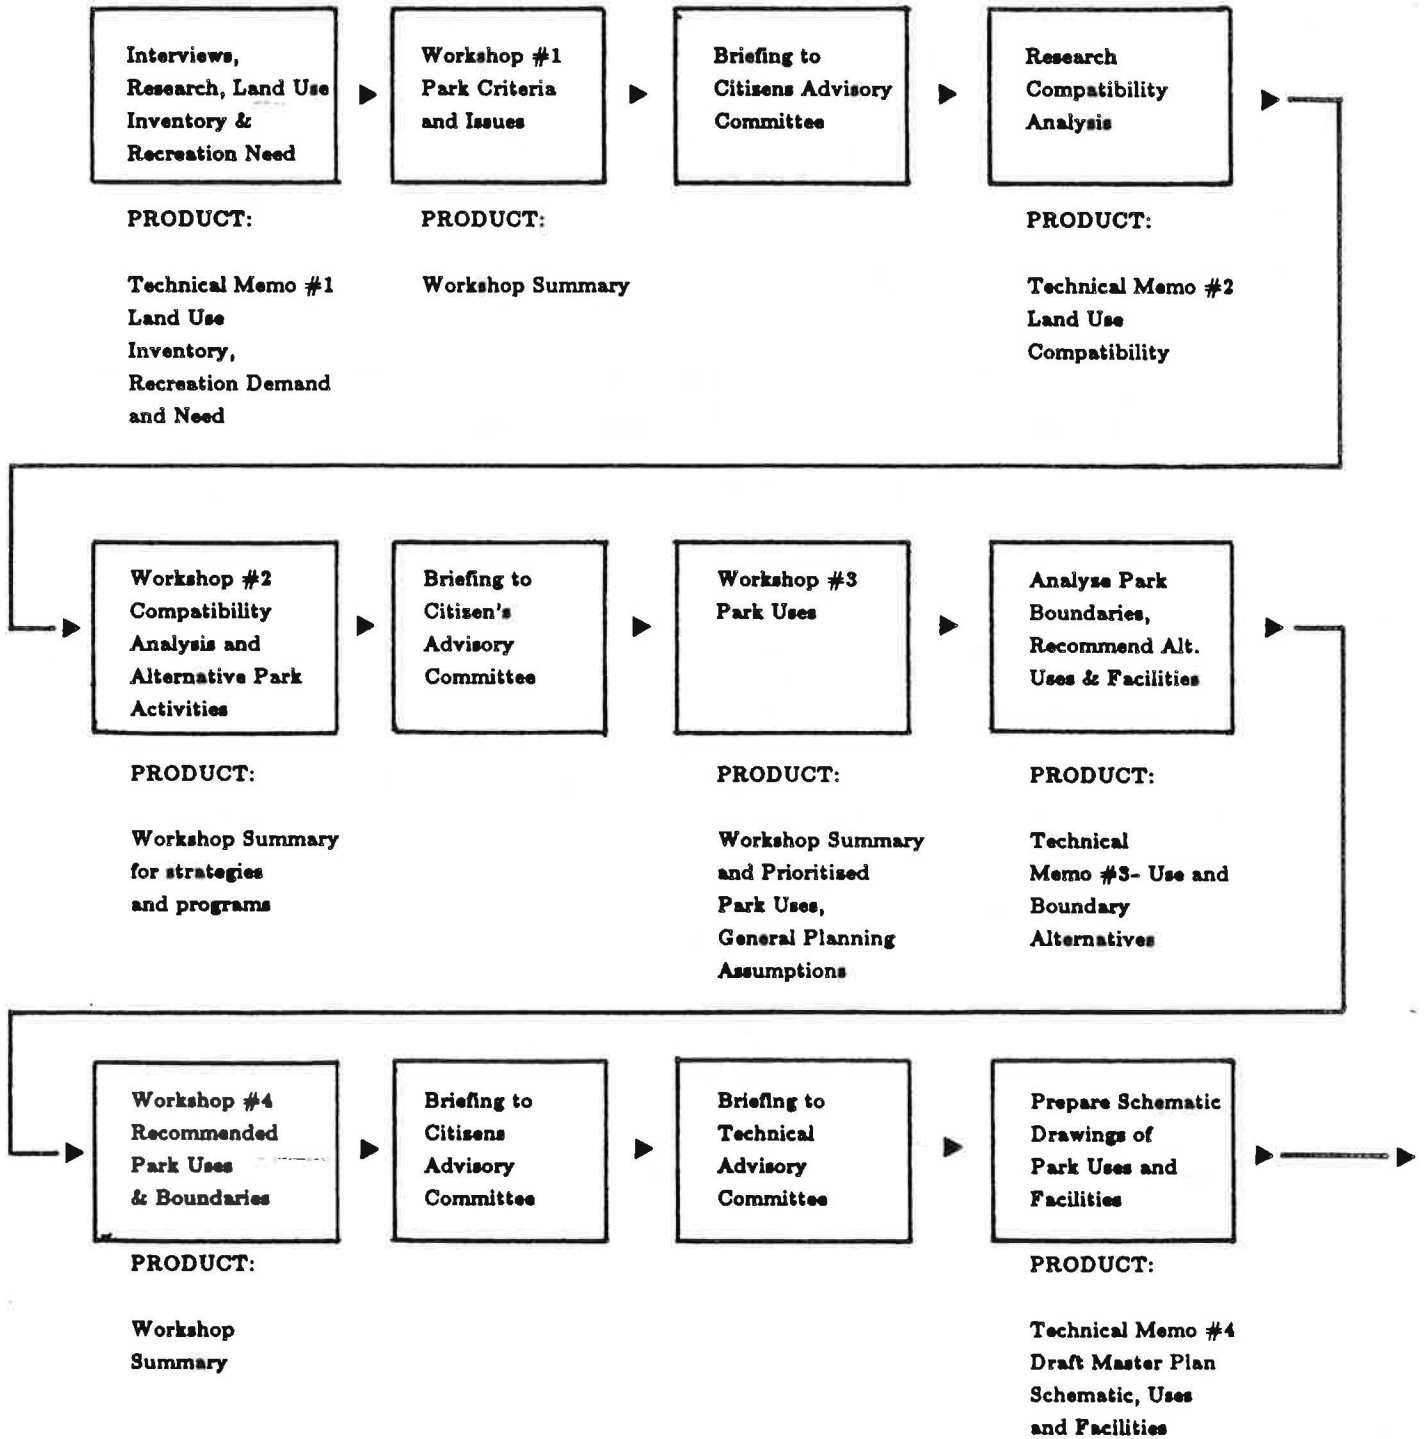 Interviews,
Research, Land Use
Inventory &
Recreation Need
PRODUCT:
Technical Memo #1
Land Use
Inventory,
Recreation Demand
and Need
Workshop #1
Park Criteria
and Issues
PRODUCT:
Workshop Summary
Briefing to
Citizens Advisory
Committee
Research
Compatibility
Analysis
PRODUCT:
Technical Memo #2
Land Use
Compatibility
Workshop #2
Compatibility
Analysis and
Alternative Park
Activities
PRODUCT:
Workshop Summary
for strategies
and programs
Briefing to
Citizen's
Advisory
Committee
Workshop #3
Park Uses
PRODUCT:
Workshop Summary
and Prioritized
Park Uses,
General Planning
Assumptions
Analyze Park
Boundaries,
Recommend Alt.
Uses & Facilities
PRODUCT:
Technical
Memo #3- Use and
Boundary
Alternatives
Workshop #4
Recommended
Park Uses
& Boundaries
PRODUCT:
Workshop
Summary
Briefing to
Citizens
Advisory
Committee
Briefing to
Technical
Advisory
Committee
Prepare Schematic
Drawings of
Park Uses and
Facilities
PRODUCT:
Technical Memo #4
Draft Master Plan
Schematic, Uses
and Facilities